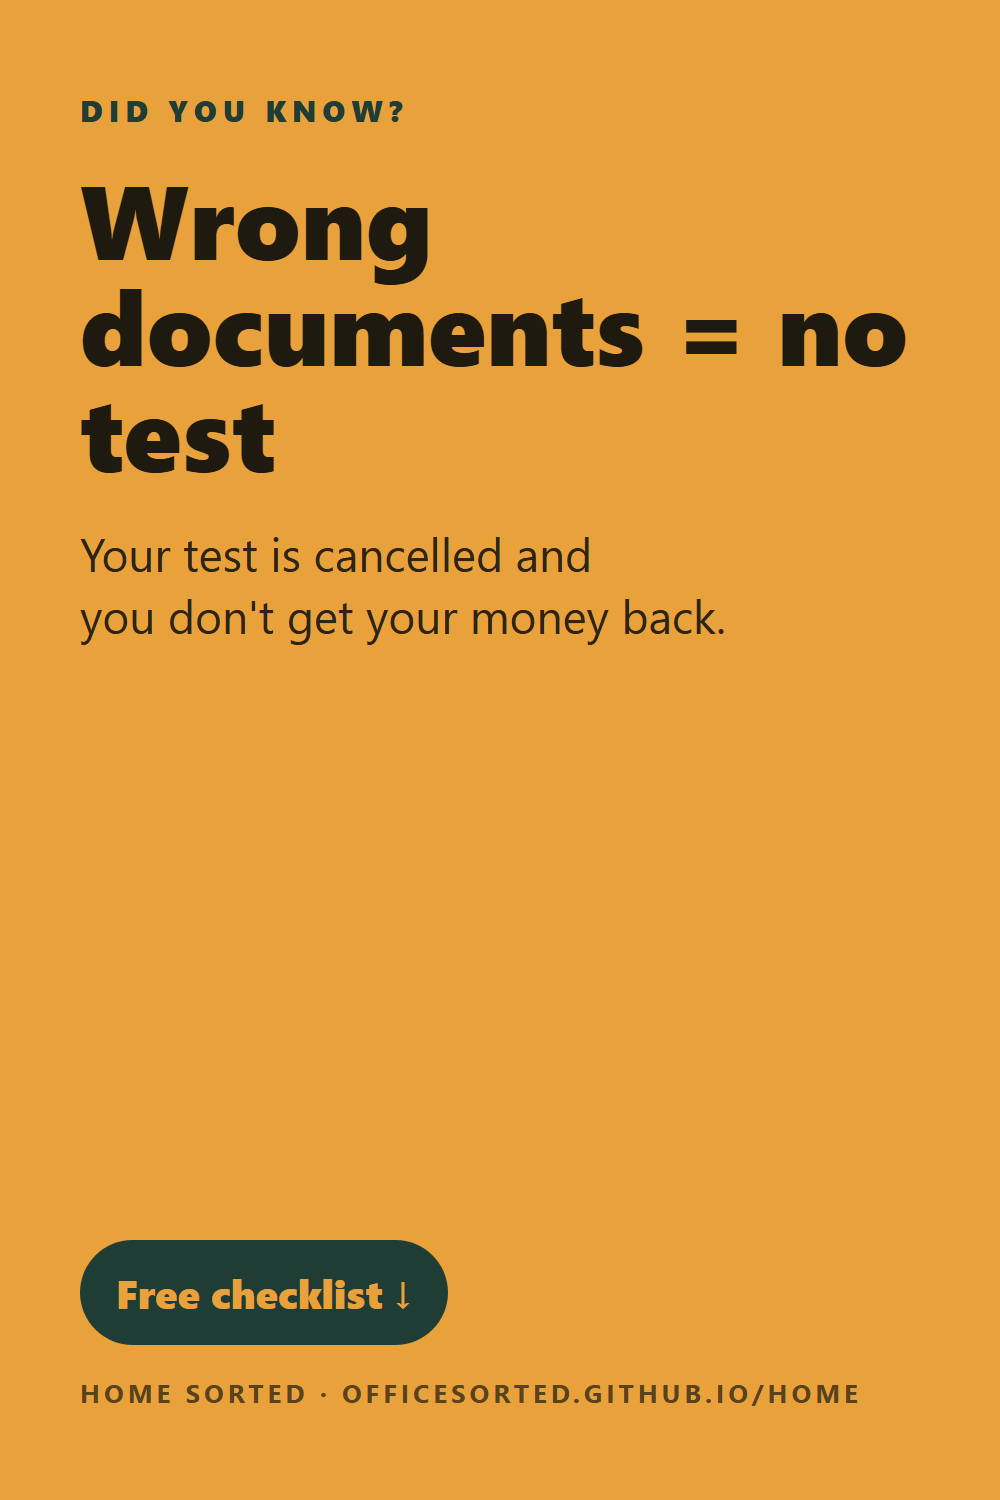 DID YOU KNOW?
Wrong
documents = no
test
Your test is cancelled and
you don't get your money back.
Free checklist ↓
HOME SORTED · OFFICESORTED.GITHUB.IO/HOME